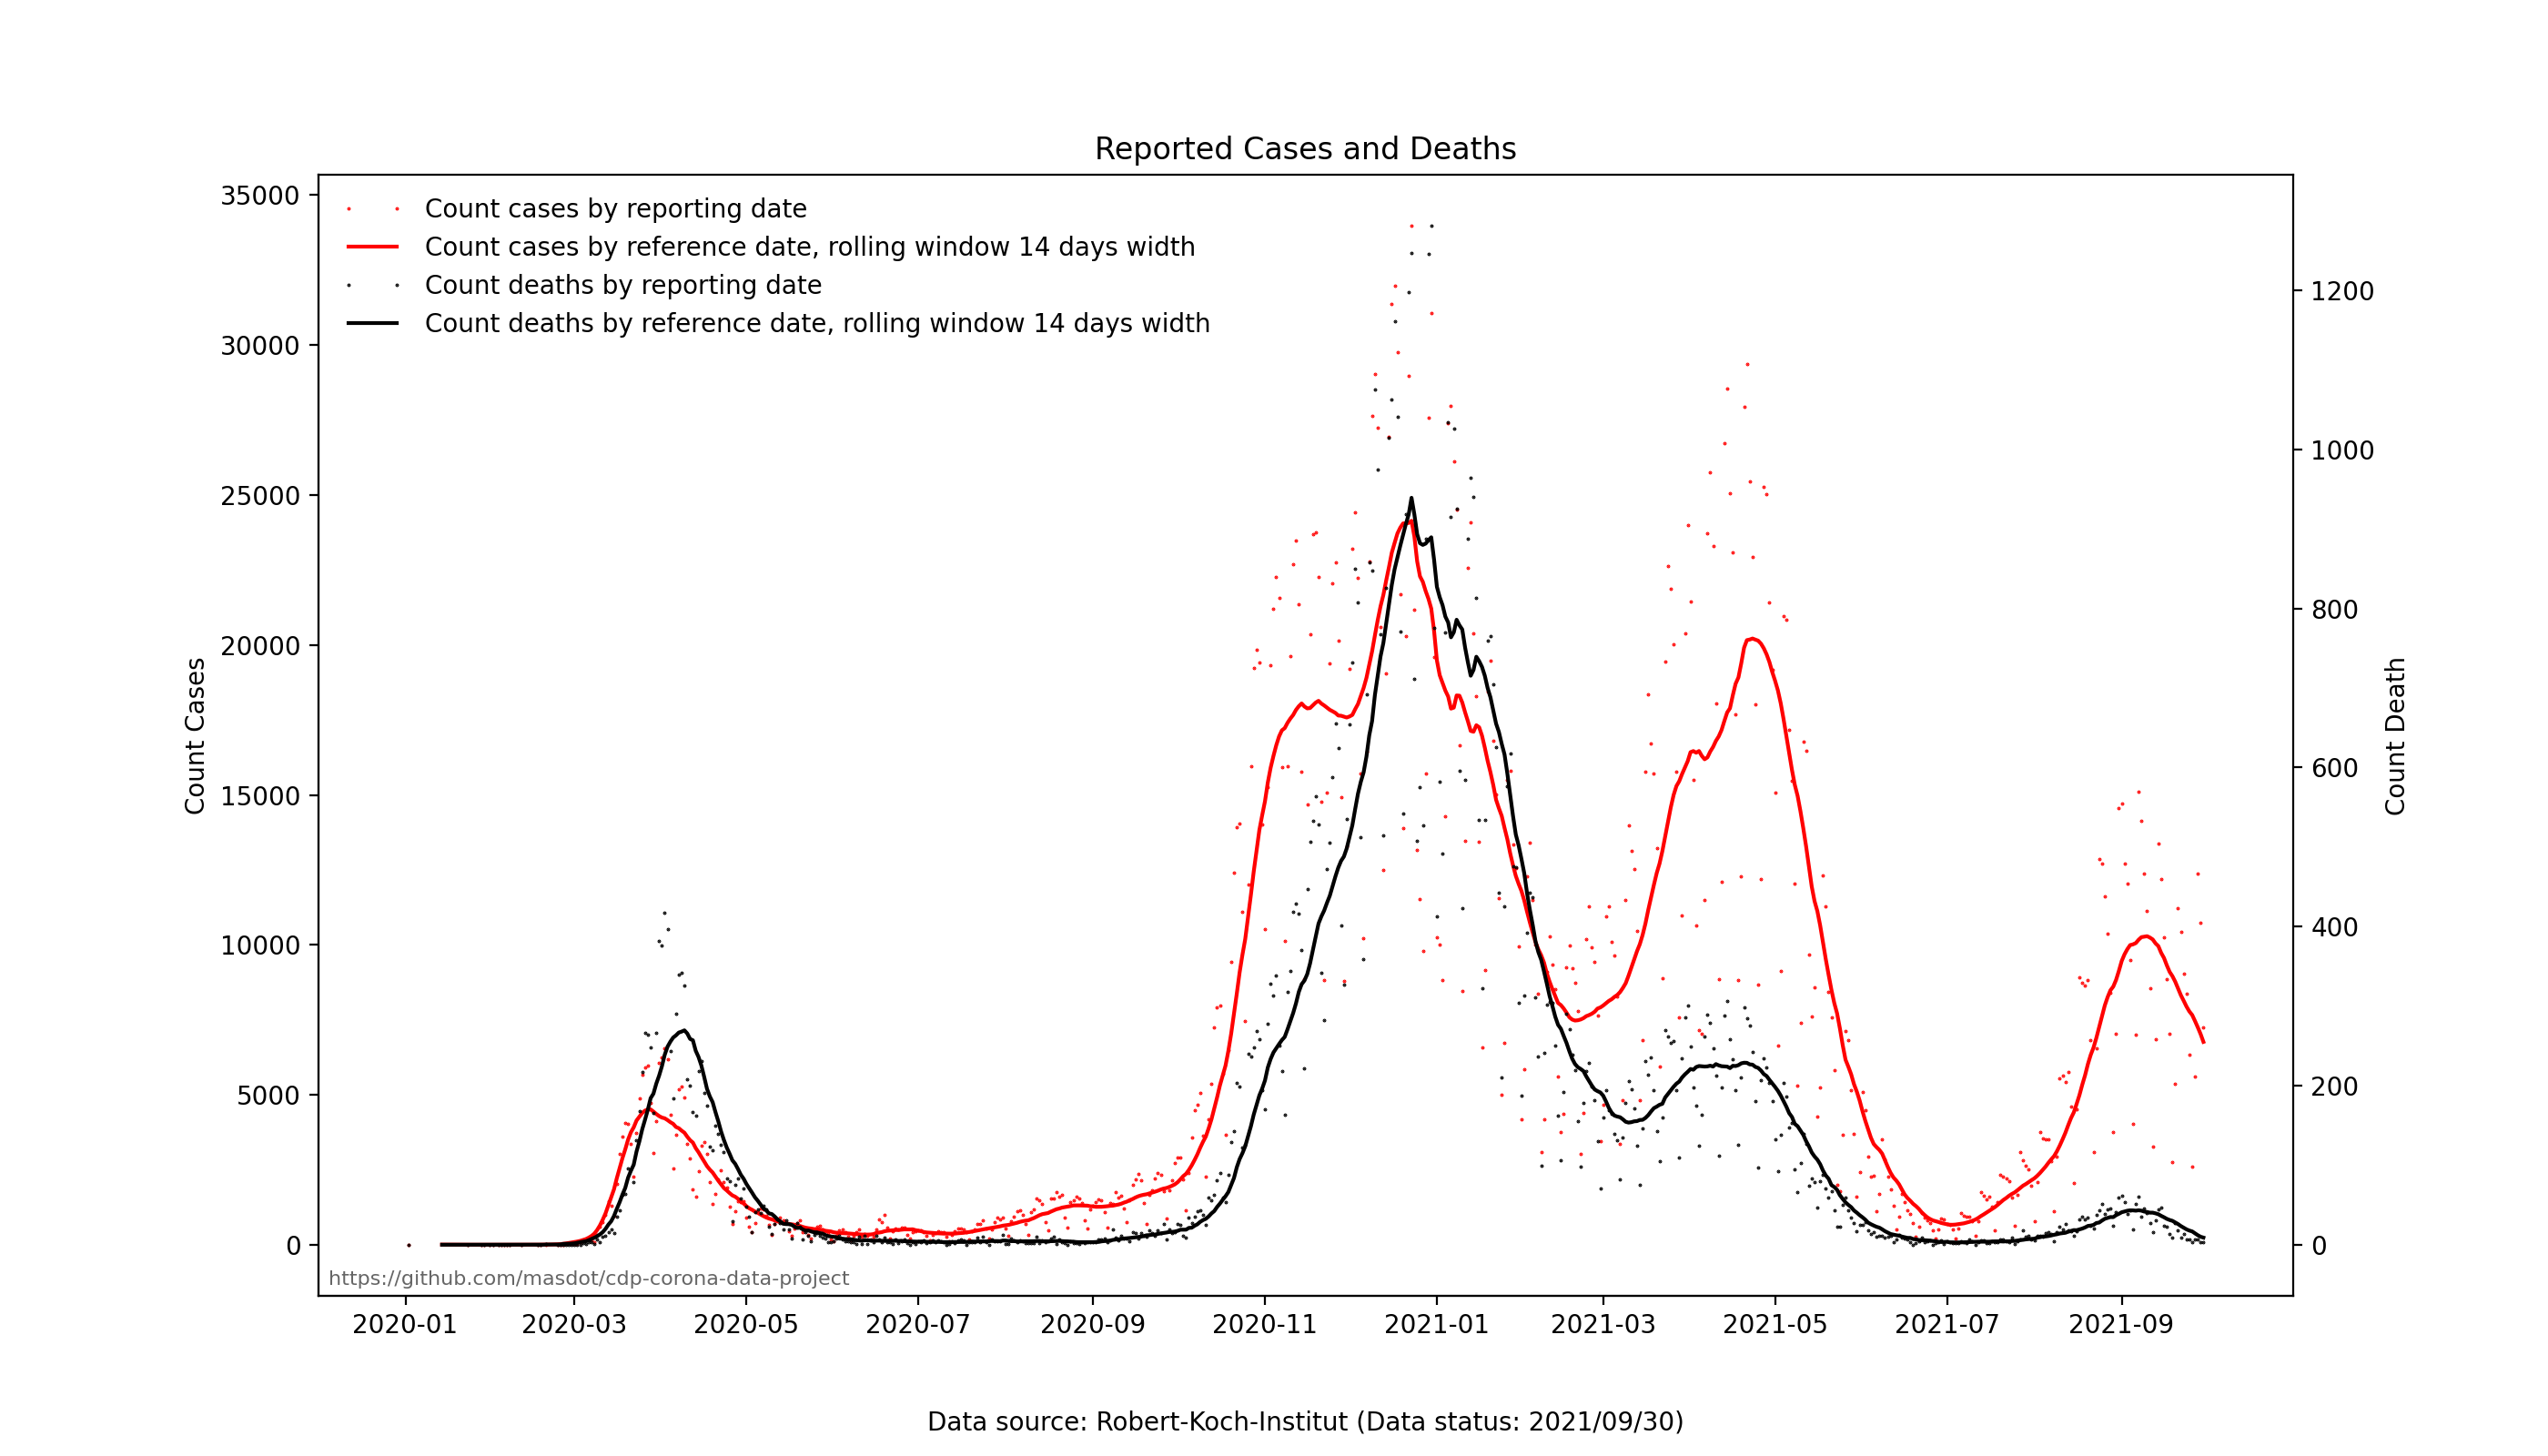 Reported Cases and Deaths
Count cases by reporting date
Count cases by reference date, rolling window 14 days width
Count deaths by reporting date
Count deaths by reference date, rolling window 14 days width
35000
30000
25000
20000
15000
10000
5000
0
Count Cases
1200
1000
800
600
400
200
0
Count Death
https://github.com/masdot/cdp-corona-data-project
2020-01 2020-03 2020-05 2020-07 2020-09 2020-11 2021-01 2021-03 2021-05 2021-07 2021-09
Data source: Robert-Koch-Institut (Data status: 2021/09/30)